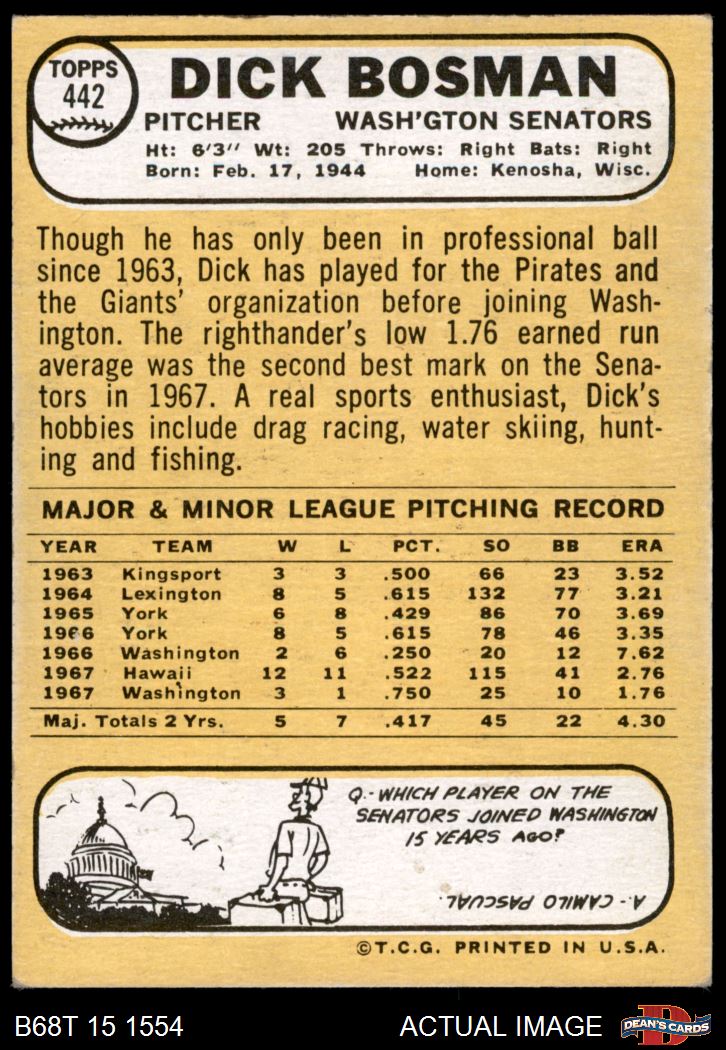 TOPPS
442
DICK BOSMAN
PITCHER WASH'GTON SENATORS
Ht: 6'3" Wt: 205 Throws: Right Bats: Right
Born: Feb. 17, 1944 Home: Kenosha, Wisc.
Though he has only been in professional ball
since 1963, Dick has played for the Pirates and
the Giants' organization before joining Wash-
ington. The righthander's low 1.76 earned run
average was the second best mark on the Sena-
tors in 1967. A real sports enthusiast, Dick's
hobbies include drag racing, water skiing, hunt-
ing and fishing.
MAJOR & MINOR LEAGUE PITCHING RECORD
YEAR TEAM W L PCT. SO BB ERA
1963 Kingsport 3 3 .500 66 23 3.52
1964 Lexington 8 5 .615 132 77 3.21
1965 York 6 8 .429 86 70 3.69
1966 York 8 5 .615 78 46 3.35
1966 Washington 2 6 .250 20 12 7.62
1967 Hawaii 12 11 .522 115 41 2.76
1967 Washington 3 1 .750 25 10 1.76
Maj. Totals 2 Yrs. 5 7 .417 45 22 4.30
Q.- WHICH PLAYER ON THE
SENATORS JOINED WASHINGTON
15 YEARS AGO?
A.- CAMILO PASCUAL.
©T.C.G. PRINTED IN U.S.A.
B68T 15 1554 ACTUAL IMAGE
D
DEAN'S CARDS